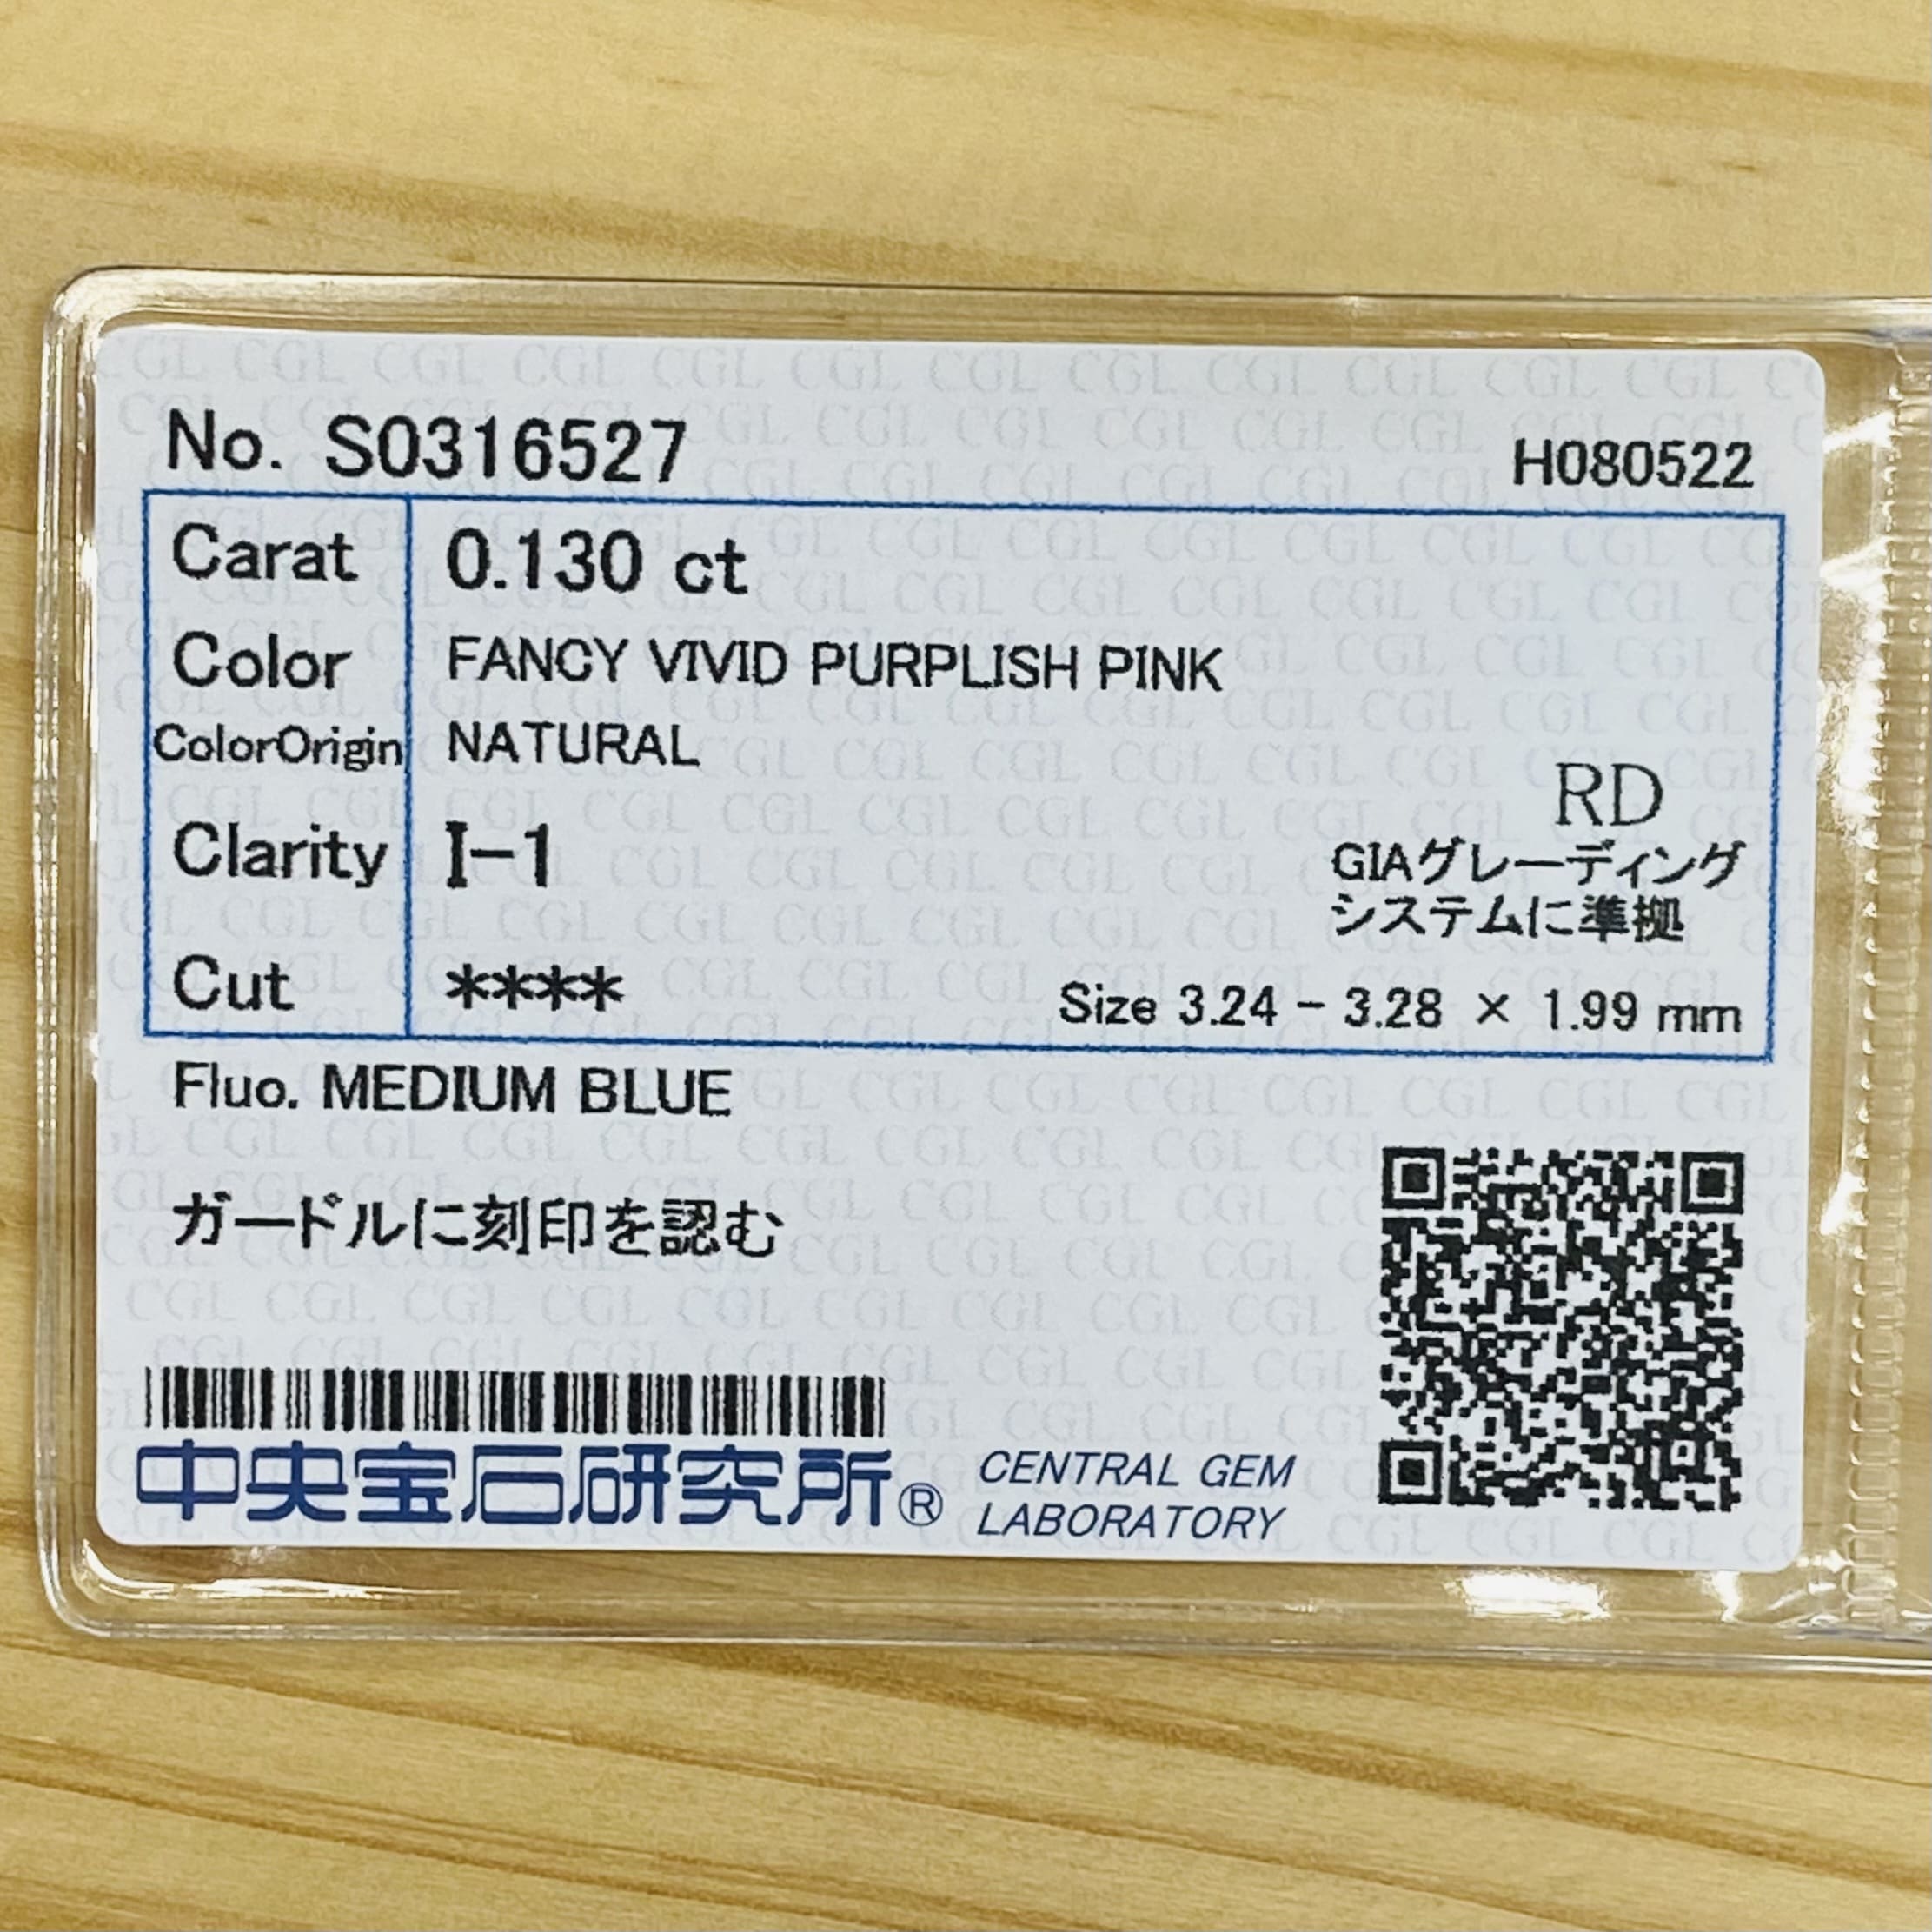 No. S0316527
H080522
Carat 0.130 ct
Color FANCY VIVID PURPLISH PINK
ColorOrigin NATURAL
RD
Clarity I-1
GIAグレーディング
システムに準拠
Cut ****
Size 3.24 - 3.28 × 1.99 mm
Fluo. MEDIUM BLUE
ガードルに刻印を認む
中央宝石研究所®
CENTRAL GEM
LABORATORY